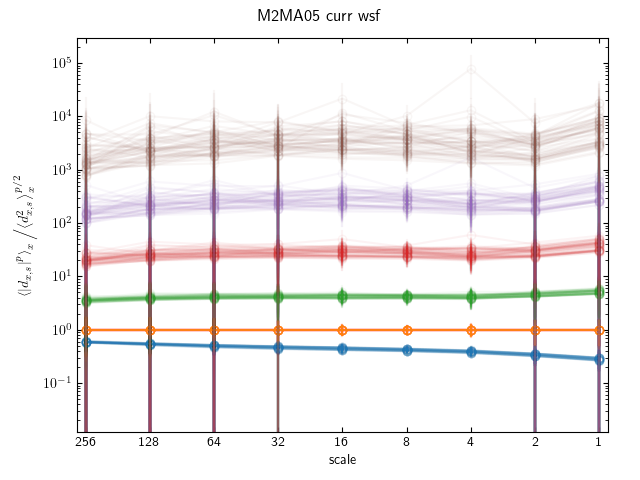 M2MA05 curr wsf
⟨|d_{x,s}|^p⟩_x / ⟨d^2_{x,s}⟩_x^{p/2}
10^5
10^4
10^3
10^2
10^1
10^0
10^{-1}
256 128 64 32 16 8 4 2 1
scale